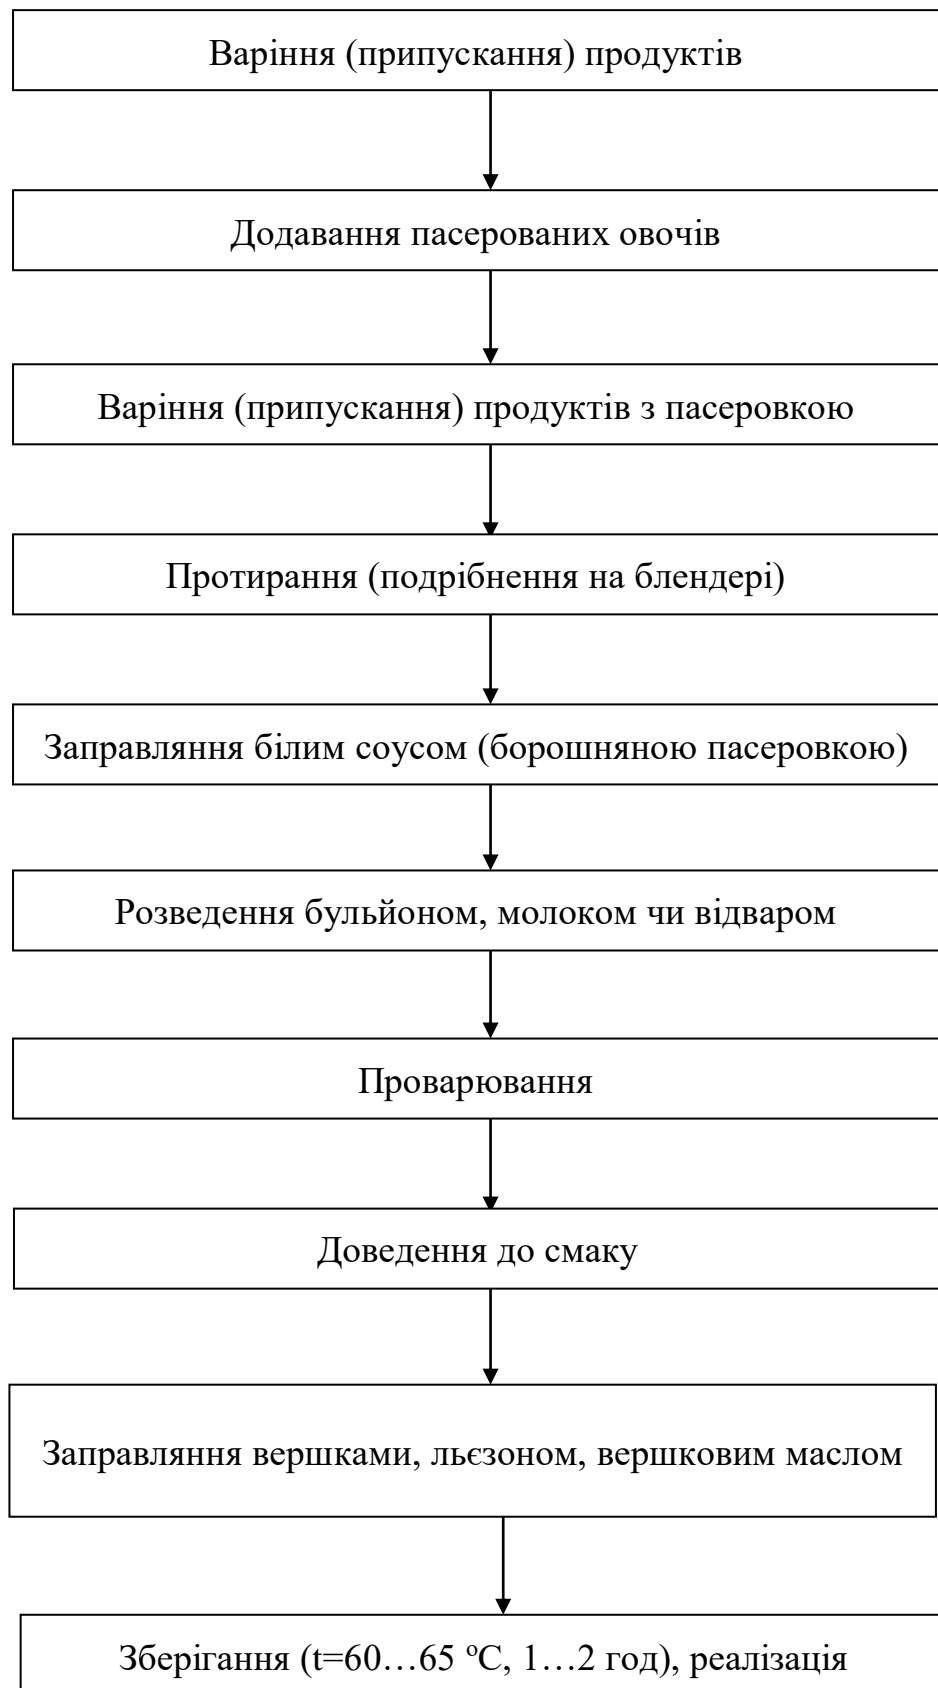 Варіння (припускання) продуктів
Додавання пасерованих овочів
Варіння (припускання) продуктів з пасеровкою
Протирання (подрібнення на блендері)
Заправляння білим соусом (борошняною пасеровкою)
Розведення бульйоном, молоком чи відваром
Проварювання
Доведення до смаку
Заправляння вершками, льєзоном, вершковим маслом
Зберігання (t=60…65 ºС, 1…2 год), реалізація